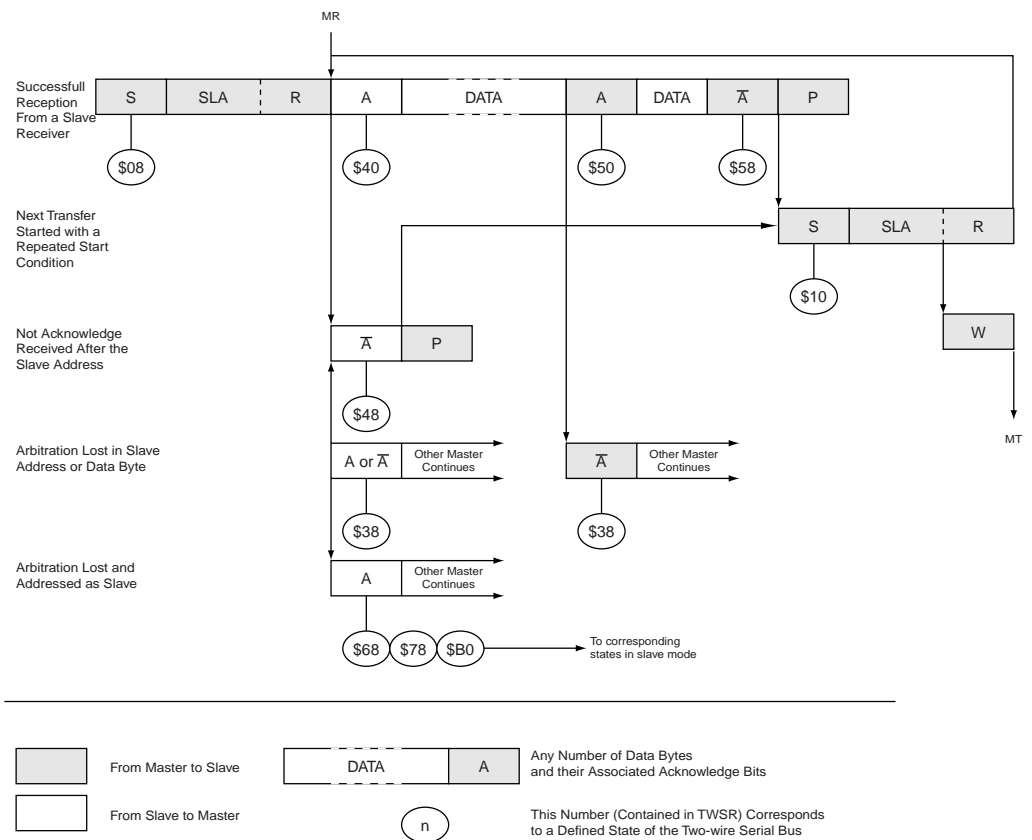 MR
Successfull
Reception
From a Slave
Receiver
S SLA R A DATA A DATA A̅ P
$08 $40 $50 $58
Next Transfer
Started with a
Repeated Start
Condition
S SLA R
$10
W
MT
Not Acknowledge
Received After the
Slave Address
A̅ P
$48
Arbitration Lost in Slave
Address or Data Byte
A or A̅
Other Master
Continues
A̅
Other Master
Continues
$38 $38
Arbitration Lost and
Addressed as Slave
A
Other Master
Continues
$68 $78 $B0
To corresponding
states in slave mode
From Master to Slave
DATA A
Any Number of Data Bytes
and their Associated Acknowledge Bits
From Slave to Master
n
This Number (Contained in TWSR) Corresponds
to a Defined State of the Two-wire Serial Bus